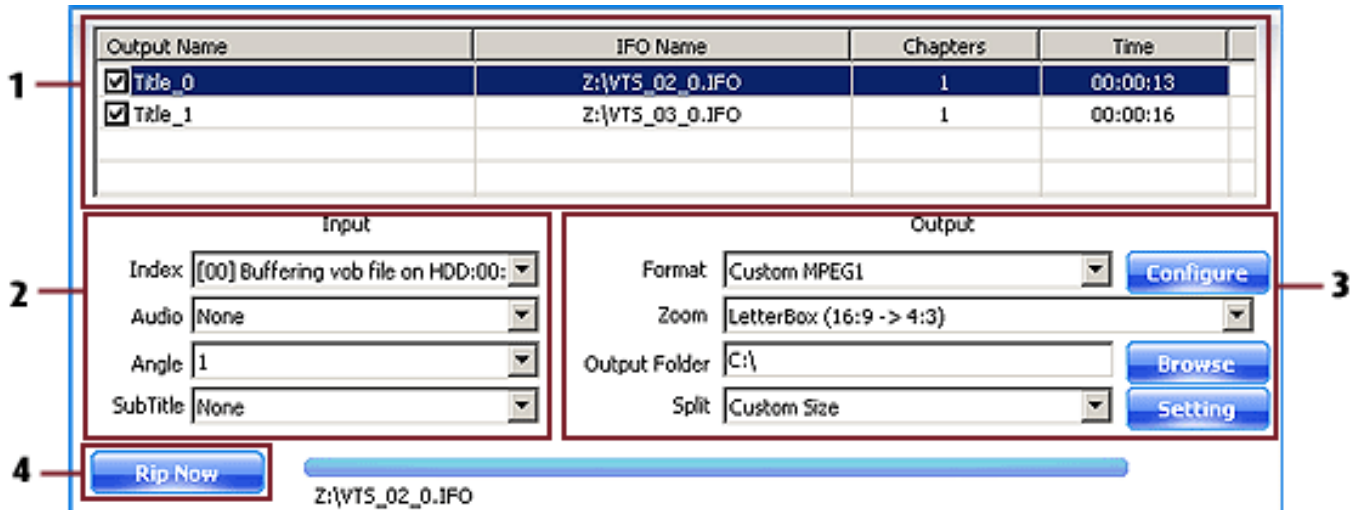 Output Name IFO Name Chapters Time
1
Title_0 Z:\VTS_02_0.IFO 1 00:00:13
Title_1 Z:\VTS_03_0.IFO 1 00:00:16
Input
Output
2
Index [00] Buffering vob file on HDD:00:
Audio None
Angle 1
SubTitle None
Format Custom MPEG1 Configure
3
Zoom LetterBox (16:9 -> 4:3)
Output Folder C:\ Browse
Split Custom Size Setting
4
Rip Now
Z:\VTS_02_0.IFO